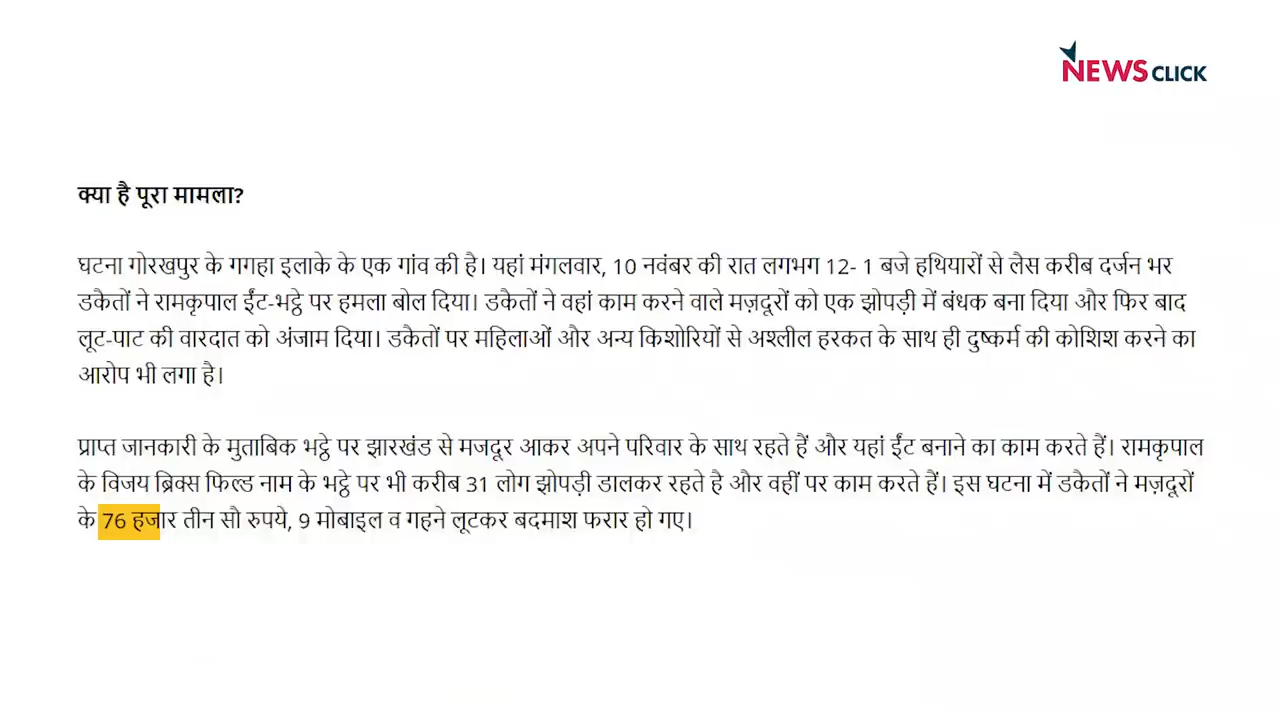 NEWS CLICK
क्या है पूरा मामला?
घटना गोरखपुर के गगहा इलाके के एक गांव की है। यहां मंगलवार, 10 नवंबर की रात लगभग 12- 1 बजे हथियारों से लैस करीब दर्जन भर
डकैतों ने रामकृपाल ईंट-भट्ठे पर हमला बोल दिया। डकैतों ने वहां काम करने वाले मज़दूरों को एक झोपड़ी में बंधक बना दिया और फिर बाद
लूट-पाट की वारदात को अंजाम दिया। डकैतों पर महिलाओं और अन्य किशोरियों से अश्लील हरकत के साथ ही दुष्कर्म की कोशिश करने का
आरोप भी लगा है।
प्राप्त जानकारी के मुताबिक भट्ठे पर झारखंड से मजदूर आकर अपने परिवार के साथ रहते हैं और यहां ईंट बनाने का काम करते हैं। रामकृपाल
के विजय ब्रिक्स फिल्ड नाम के भट्ठे पर भी करीब 31 लोग झोपड़ी डालकर रहते है और वहीं पर काम करते हैं। इस घटना में डकैतों ने मज़दूरों
के 76 हजार तीन सौ रुपये, 9 मोबाइल व गहने लूटकर बदमाश फरार हो गए।